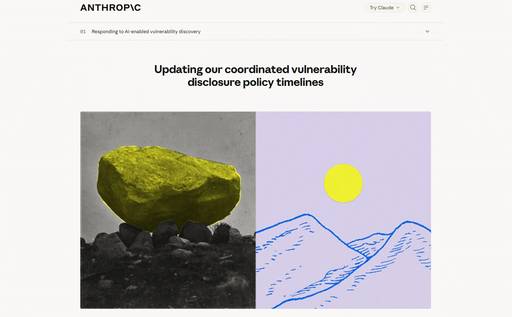 ANTHROP\C
Try Claude
01 Responding to AI-enabled vulnerability discovery
Updating our coordinated vulnerability
disclosure policy timelines